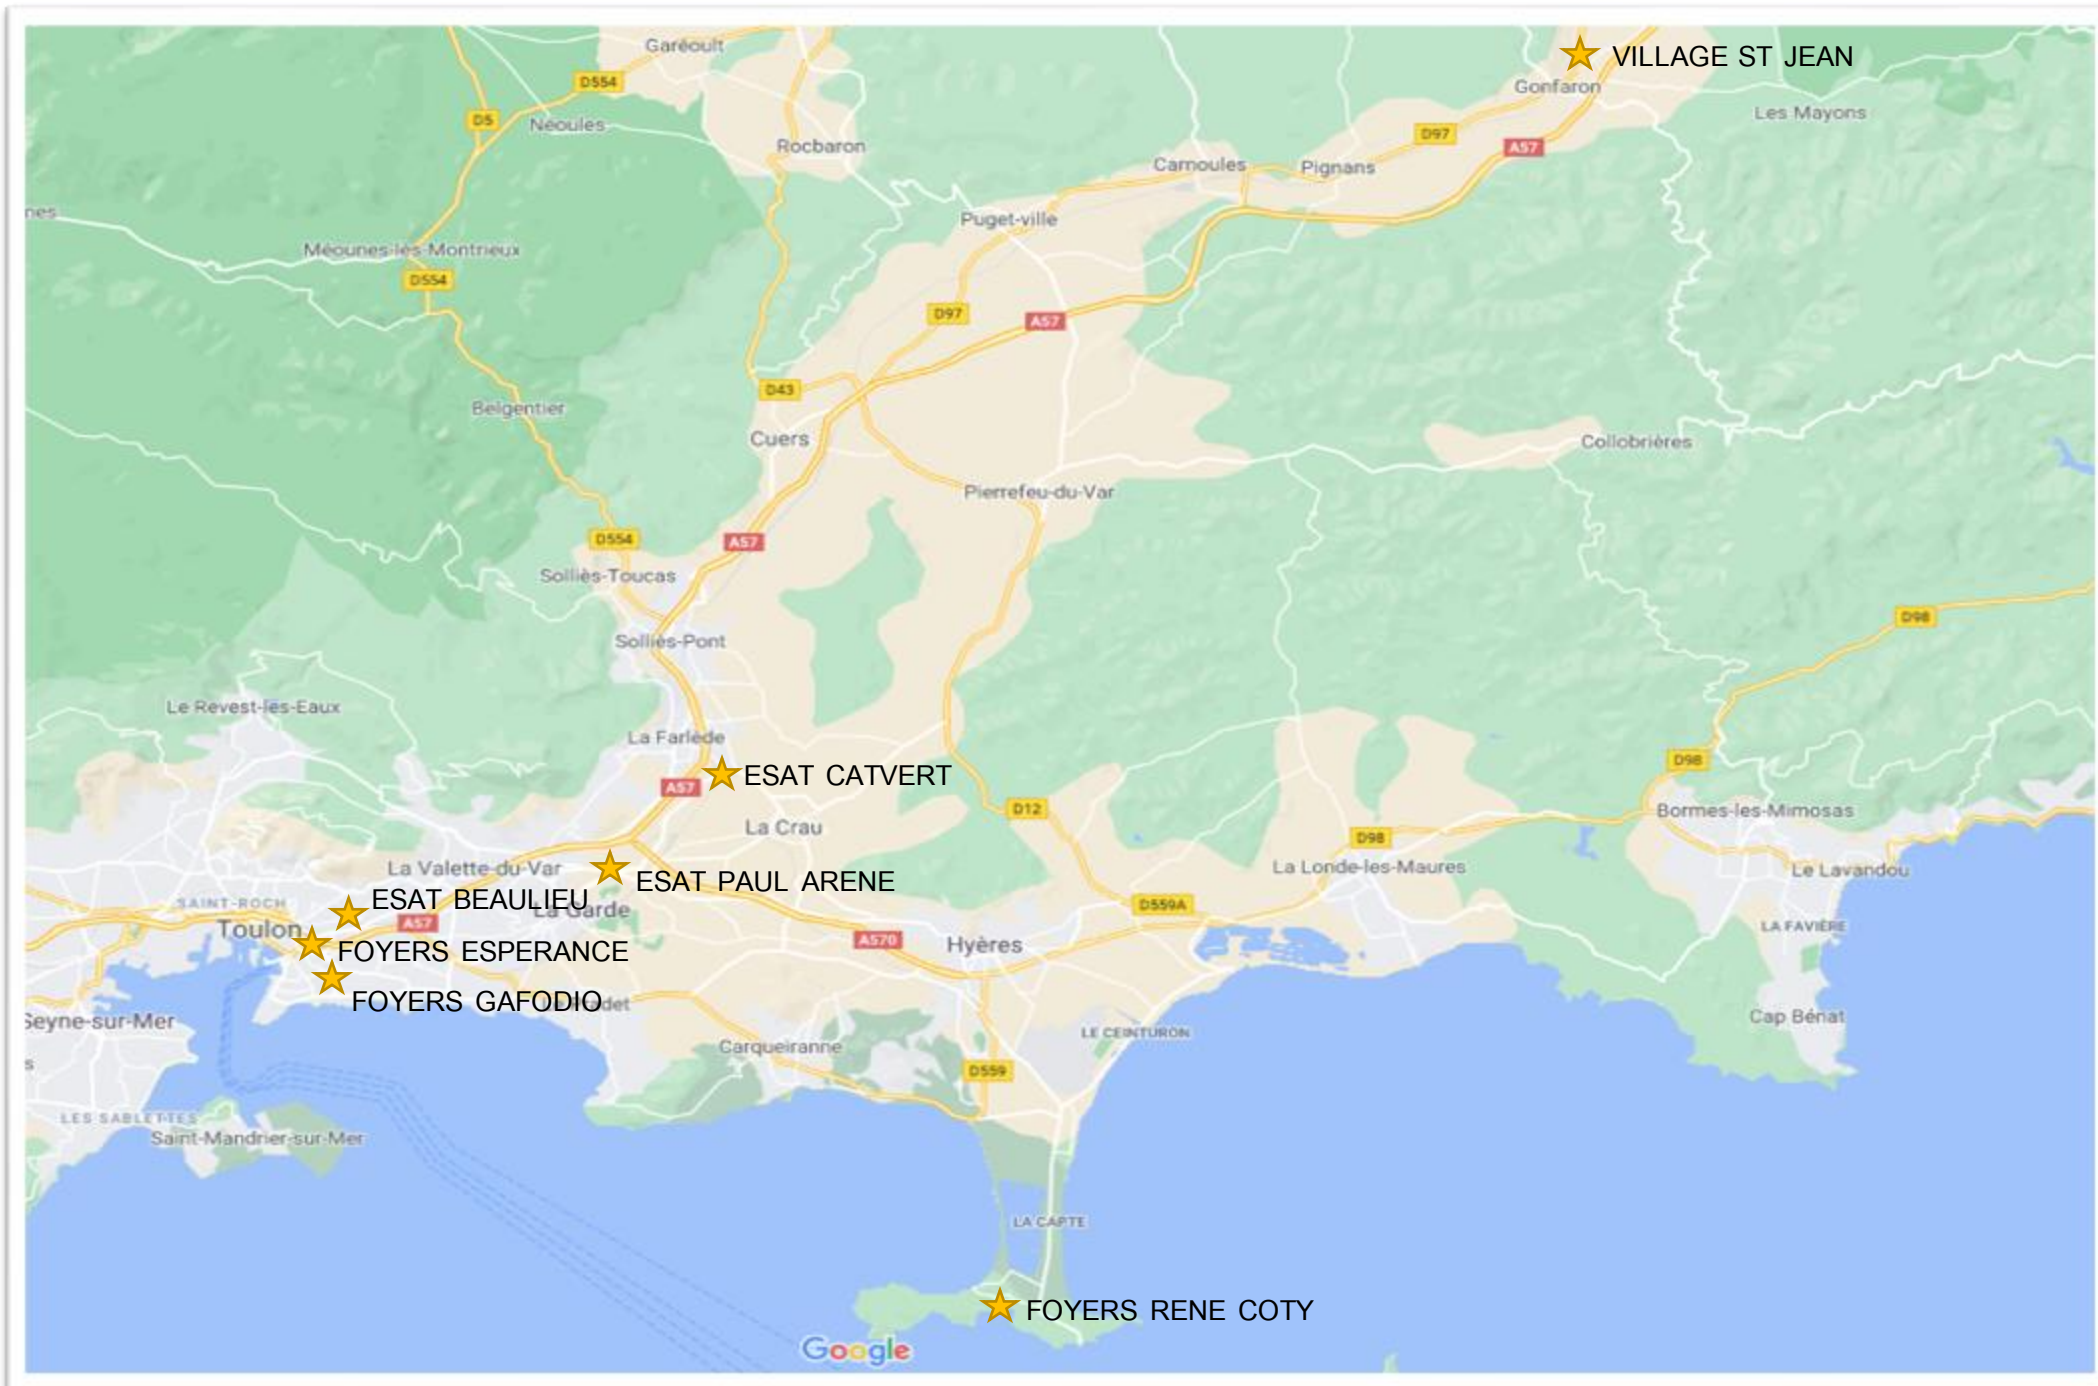 Garéoult
VILLAGE ST JEAN
D554
Gonfaron
Les Mayons
D5
Néoules
D97
Rocbaron
A57
Carnoules
Pignans
nes
Puget-ville
Méounes-lès-Montrieux
D554
D97
A57
D43
Belgentier
Cuers
Collobrières
Pierrefeu-du-Var
D554
A57
Solliès-Toucas
D98
Solliès-Pont
Le Revest-les-Eaux
La Farlède
D98
ESAT CATVERT
A57
D12
Bormes-les-Mimosas
La Crau
D98
La Valette-du-Var
La Londe-les-Maures
Le Lavandou
ESAT PAUL ARENE
ESAT BEAULIEU
SAINT-ROCH
D559A
La Garde
A57
LA FAVIÈRE
Toulon
A570
Hyères
FOYERS ESPERANCE
FOYERS GAFODIO
Le Pradet
Seyne-sur-Mer
Cap Bénat
LE CEINTURON
Carqueiranne
s
D559
LES SABLETTES
Saint-Mandrier-sur-Mer
LA CAPTE
FOYERS RENE COTY
Google